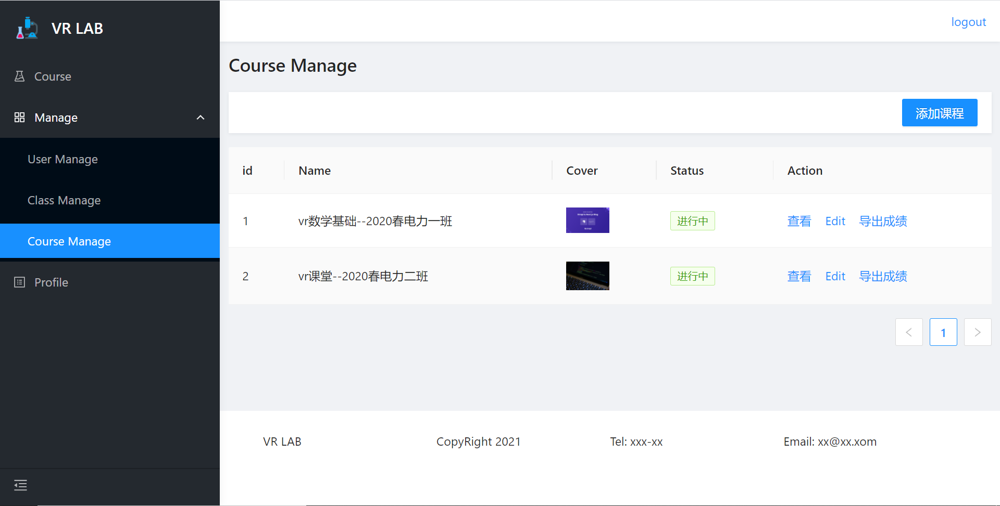 VR LAB
logout
Course
Manage
User Manage
Class Manage
Course Manage
Profile
Course Manage
添加课程
id Name Cover Status Action
1 vr数学基础--2020春电力一班 进行中 查看 Edit 导出成绩
2 vr课堂--2020春电力二班 进行中 查看 Edit 导出成绩
1
VR LAB CopyRight 2021 Tel: xxx-xx Email: xx@xx.xom